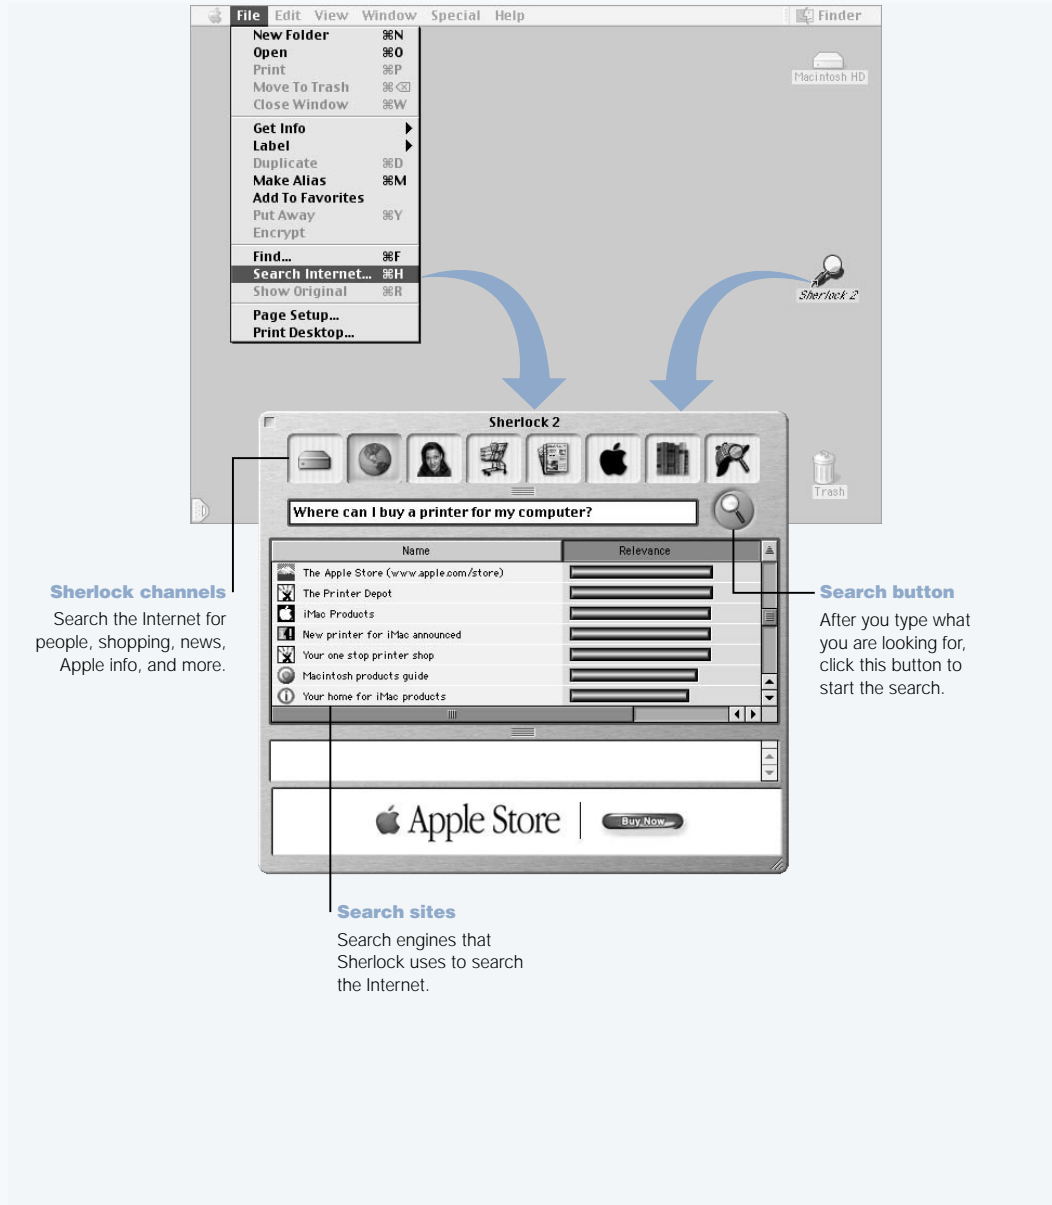 File Edit View Window Special Help Finder
New Folder ⌘N
Open ⌘O
Print ⌘P
Move To Trash ⌘⌫
Close Window ⌘W
Get Info
Label
Duplicate ⌘D
Make Alias ⌘M
Add To Favorites
Put Away ⌘Y
Encrypt
Find... ⌘F
Search Internet... ⌘H
Show Original ⌘R
Page Setup...
Print Desktop...
Macintosh HD
Sherlock 2
Trash
Sherlock 2
Where can I buy a printer for my computer?
Name Relevance
The Apple Store (www.apple.com/store)
The Printer Depot
iMac Products
New printer for iMac announced
Your one stop printer shop
Macintosh products guide
Your home for iMac products
Apple Store
Buy Now
Sherlock channels
Search the Internet for
people, shopping, news,
Apple info, and more.
Search button
After you type what
you are looking for,
click this button to
start the search.
Search sites
Search engines that
Sherlock uses to search
the Internet.